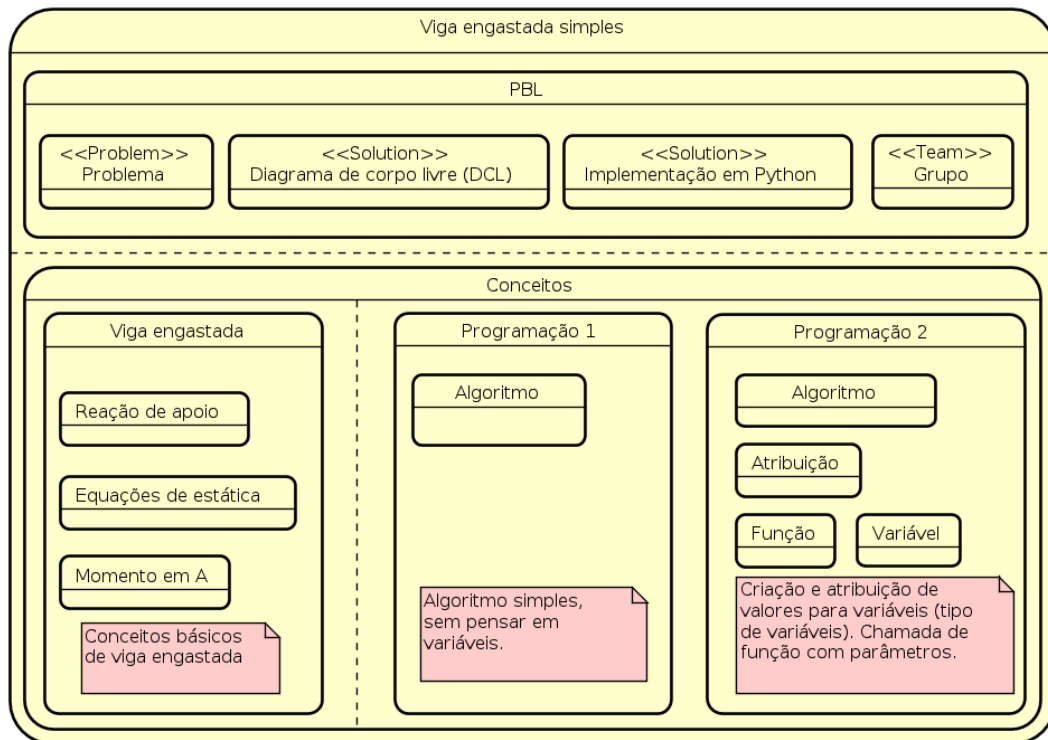 Viga engastada simples
PBL
<<Problem>>
Problema
<<Solution>>
Diagrama de corpo livre (DCL)
<<Solution>>
Implementação em Python
<<Team>>
Grupo
Conceitos
Viga engastada
Reação de apoio
Equações de estática
Momento em A
Conceitos básicos
de viga engastada
Programação 1
Algoritmo
Algoritmo simples,
sem pensar em
variáveis.
Programação 2
Algoritmo
Atribuição
Função
Variável
Criação e atribuição de
valores para variáveis (tipo
de variáveis). Chamada de
função com parâmetros.